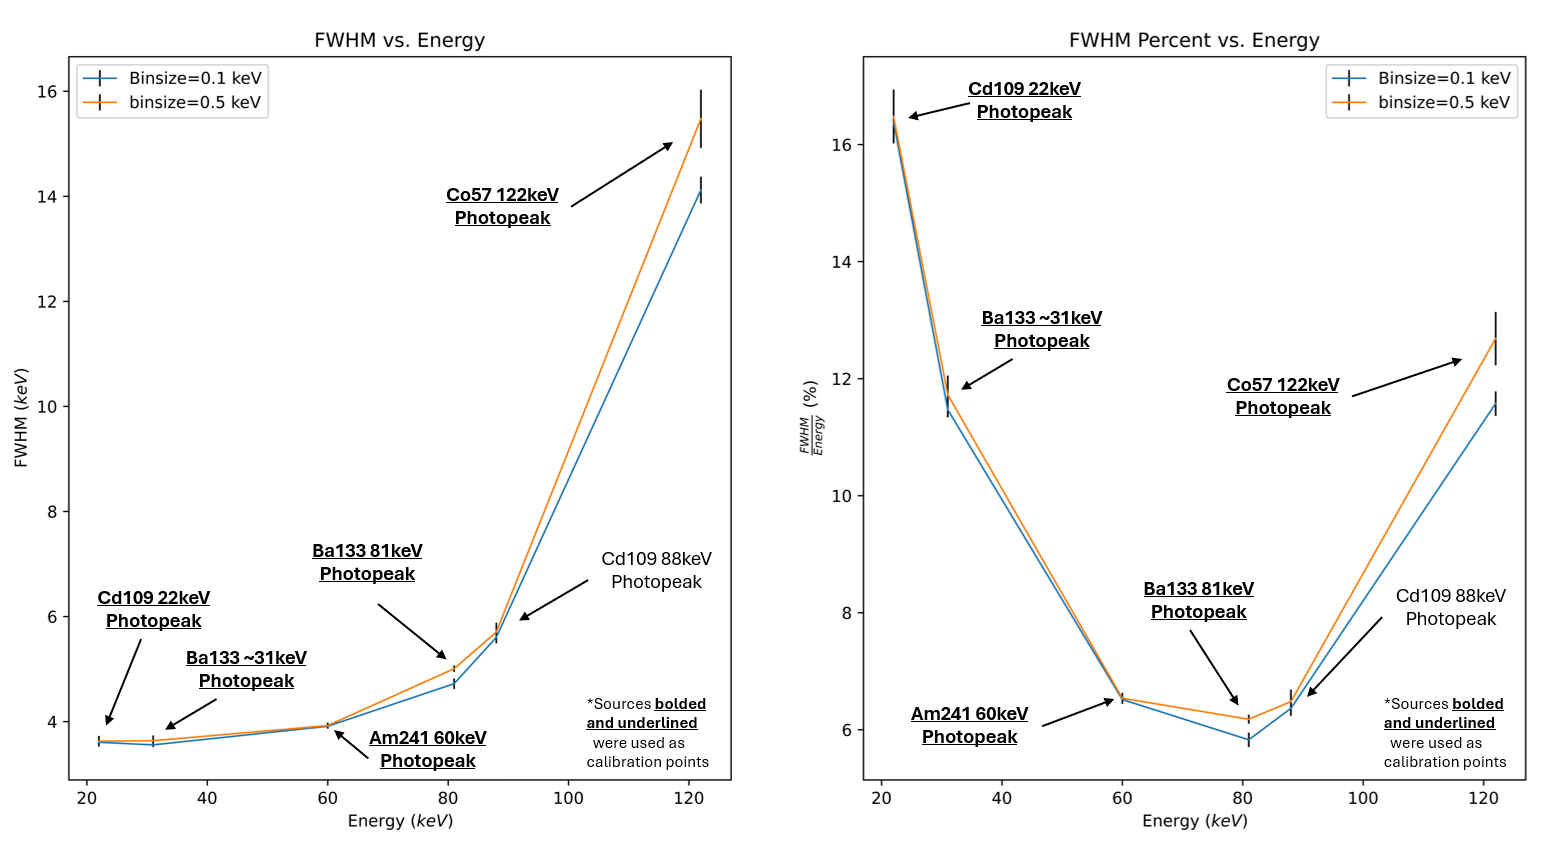 FWHM vs. Energy
Binsize=0.1 keV
binsize=0.5 keV
16
14
12
10
8
6
4
FWHM (keV)
Co57 122keV
Photopeak
Ba133 81keV
Photopeak
Cd109 88keV
Photopeak
Cd109 22keV
Photopeak
Ba133 ~31keV
Photopeak
Am241 60keV
Photopeak
*Sources bolded
and underlined
were used as
calibration points
20 40 60 80 100 120
Energy (keV)
FWHM Percent vs. Energy
Binsize=0.1 keV
binsize=0.5 keV
16
14
12
10
8
6
FWHM
Energy (%)
Cd109 22keV
Photopeak
Ba133 ~31keV
Photopeak
Co57 122keV
Photopeak
Ba133 81keV
Photopeak
Cd109 88keV
Photopeak
Am241 60keV
Photopeak
*Sources bolded
and underlined
were used as
calibration points
20 40 60 80 100 120
Energy (keV)